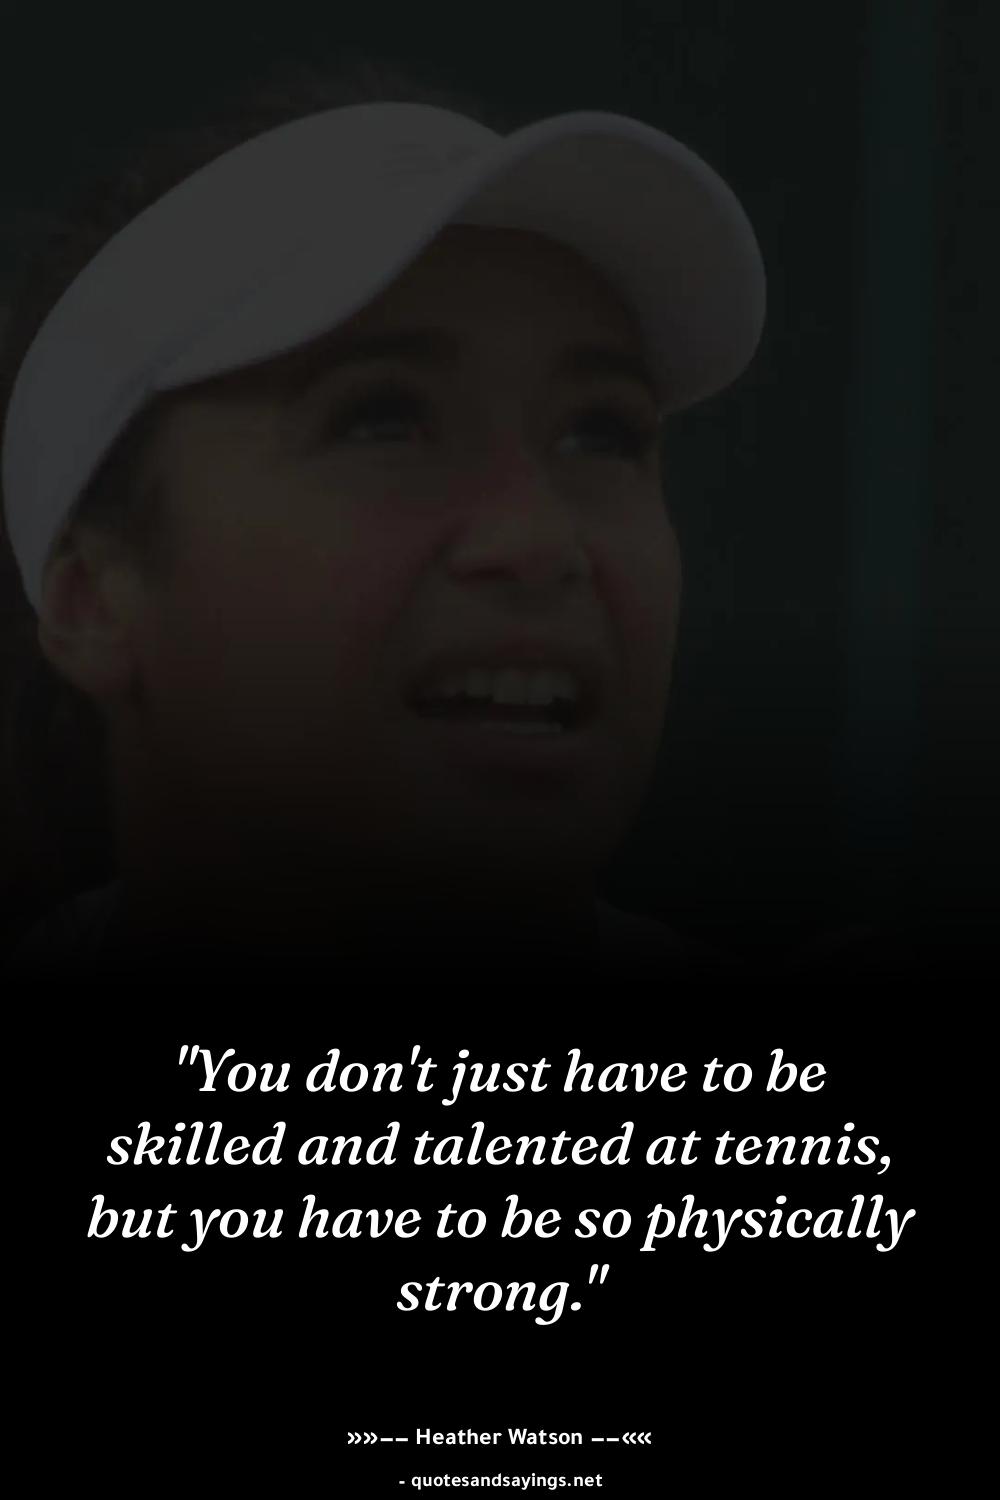 "You don't just have to be
skilled and talented at tennis,
but you have to be so physically
strong."
»»−− Heather Watson −−««
- quotesandsayings.net